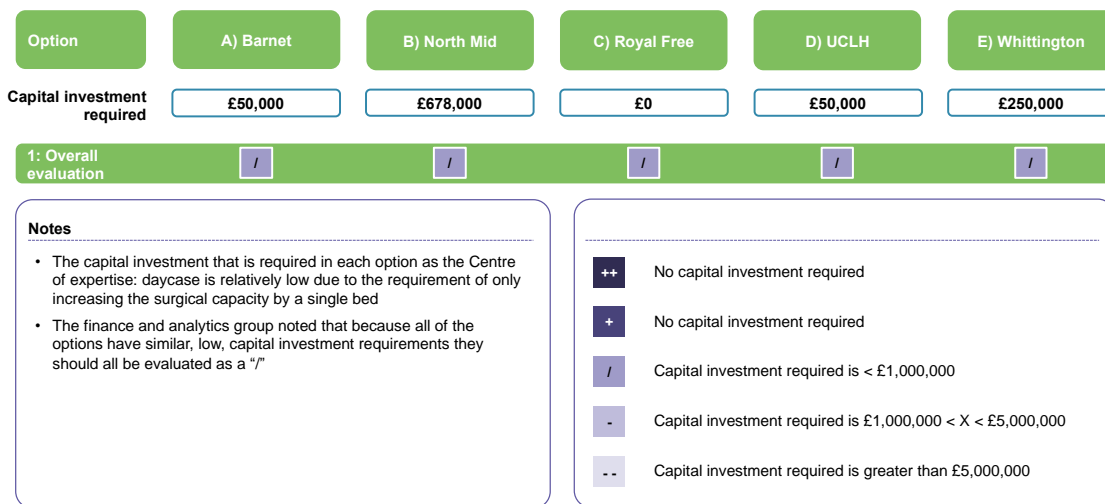 Option
A) Barnet
B) North Mid
C) Royal Free
D) UCLH
E) Whittington
Capital investment
required
£50,000
£678,000
£0
£50,000
£250,000
1: Overall
evaluation
/
/
/
/
/
Notes
• The capital investment that is required in each option as the Centre
of expertise: daycase is relatively low due to the requirement of only
increasing the surgical capacity by a single bed
• The finance and analytics group noted that because all of the
options have similar, low, capital investment requirements they
should all be evaluated as a “/”
++ No capital investment required
+ No capital investment required
/ Capital investment required is < £1,000,000
- Capital investment required is £1,000,000 < X < £5,000,000
- - Capital investment required is greater than £5,000,000